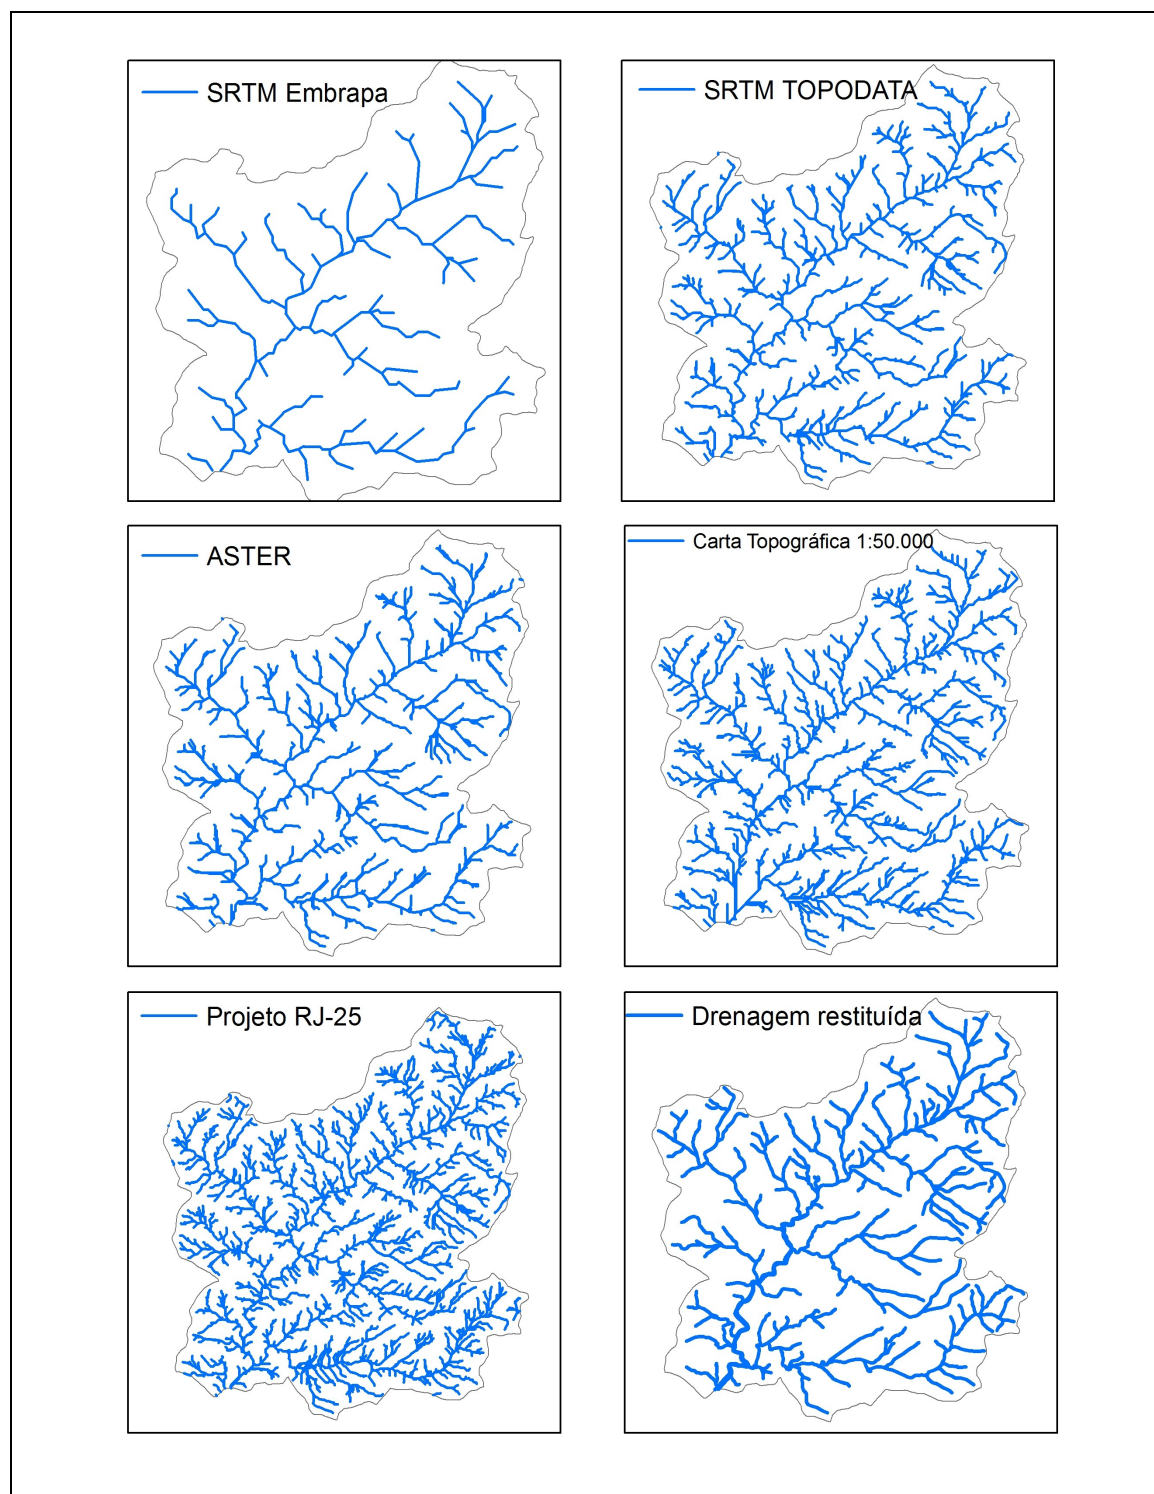 SRTM Embrapa
SRTM TOPODATA
ASTER
Carta Topográfica 1:50.000
Projeto RJ-25
Drenagem restituída